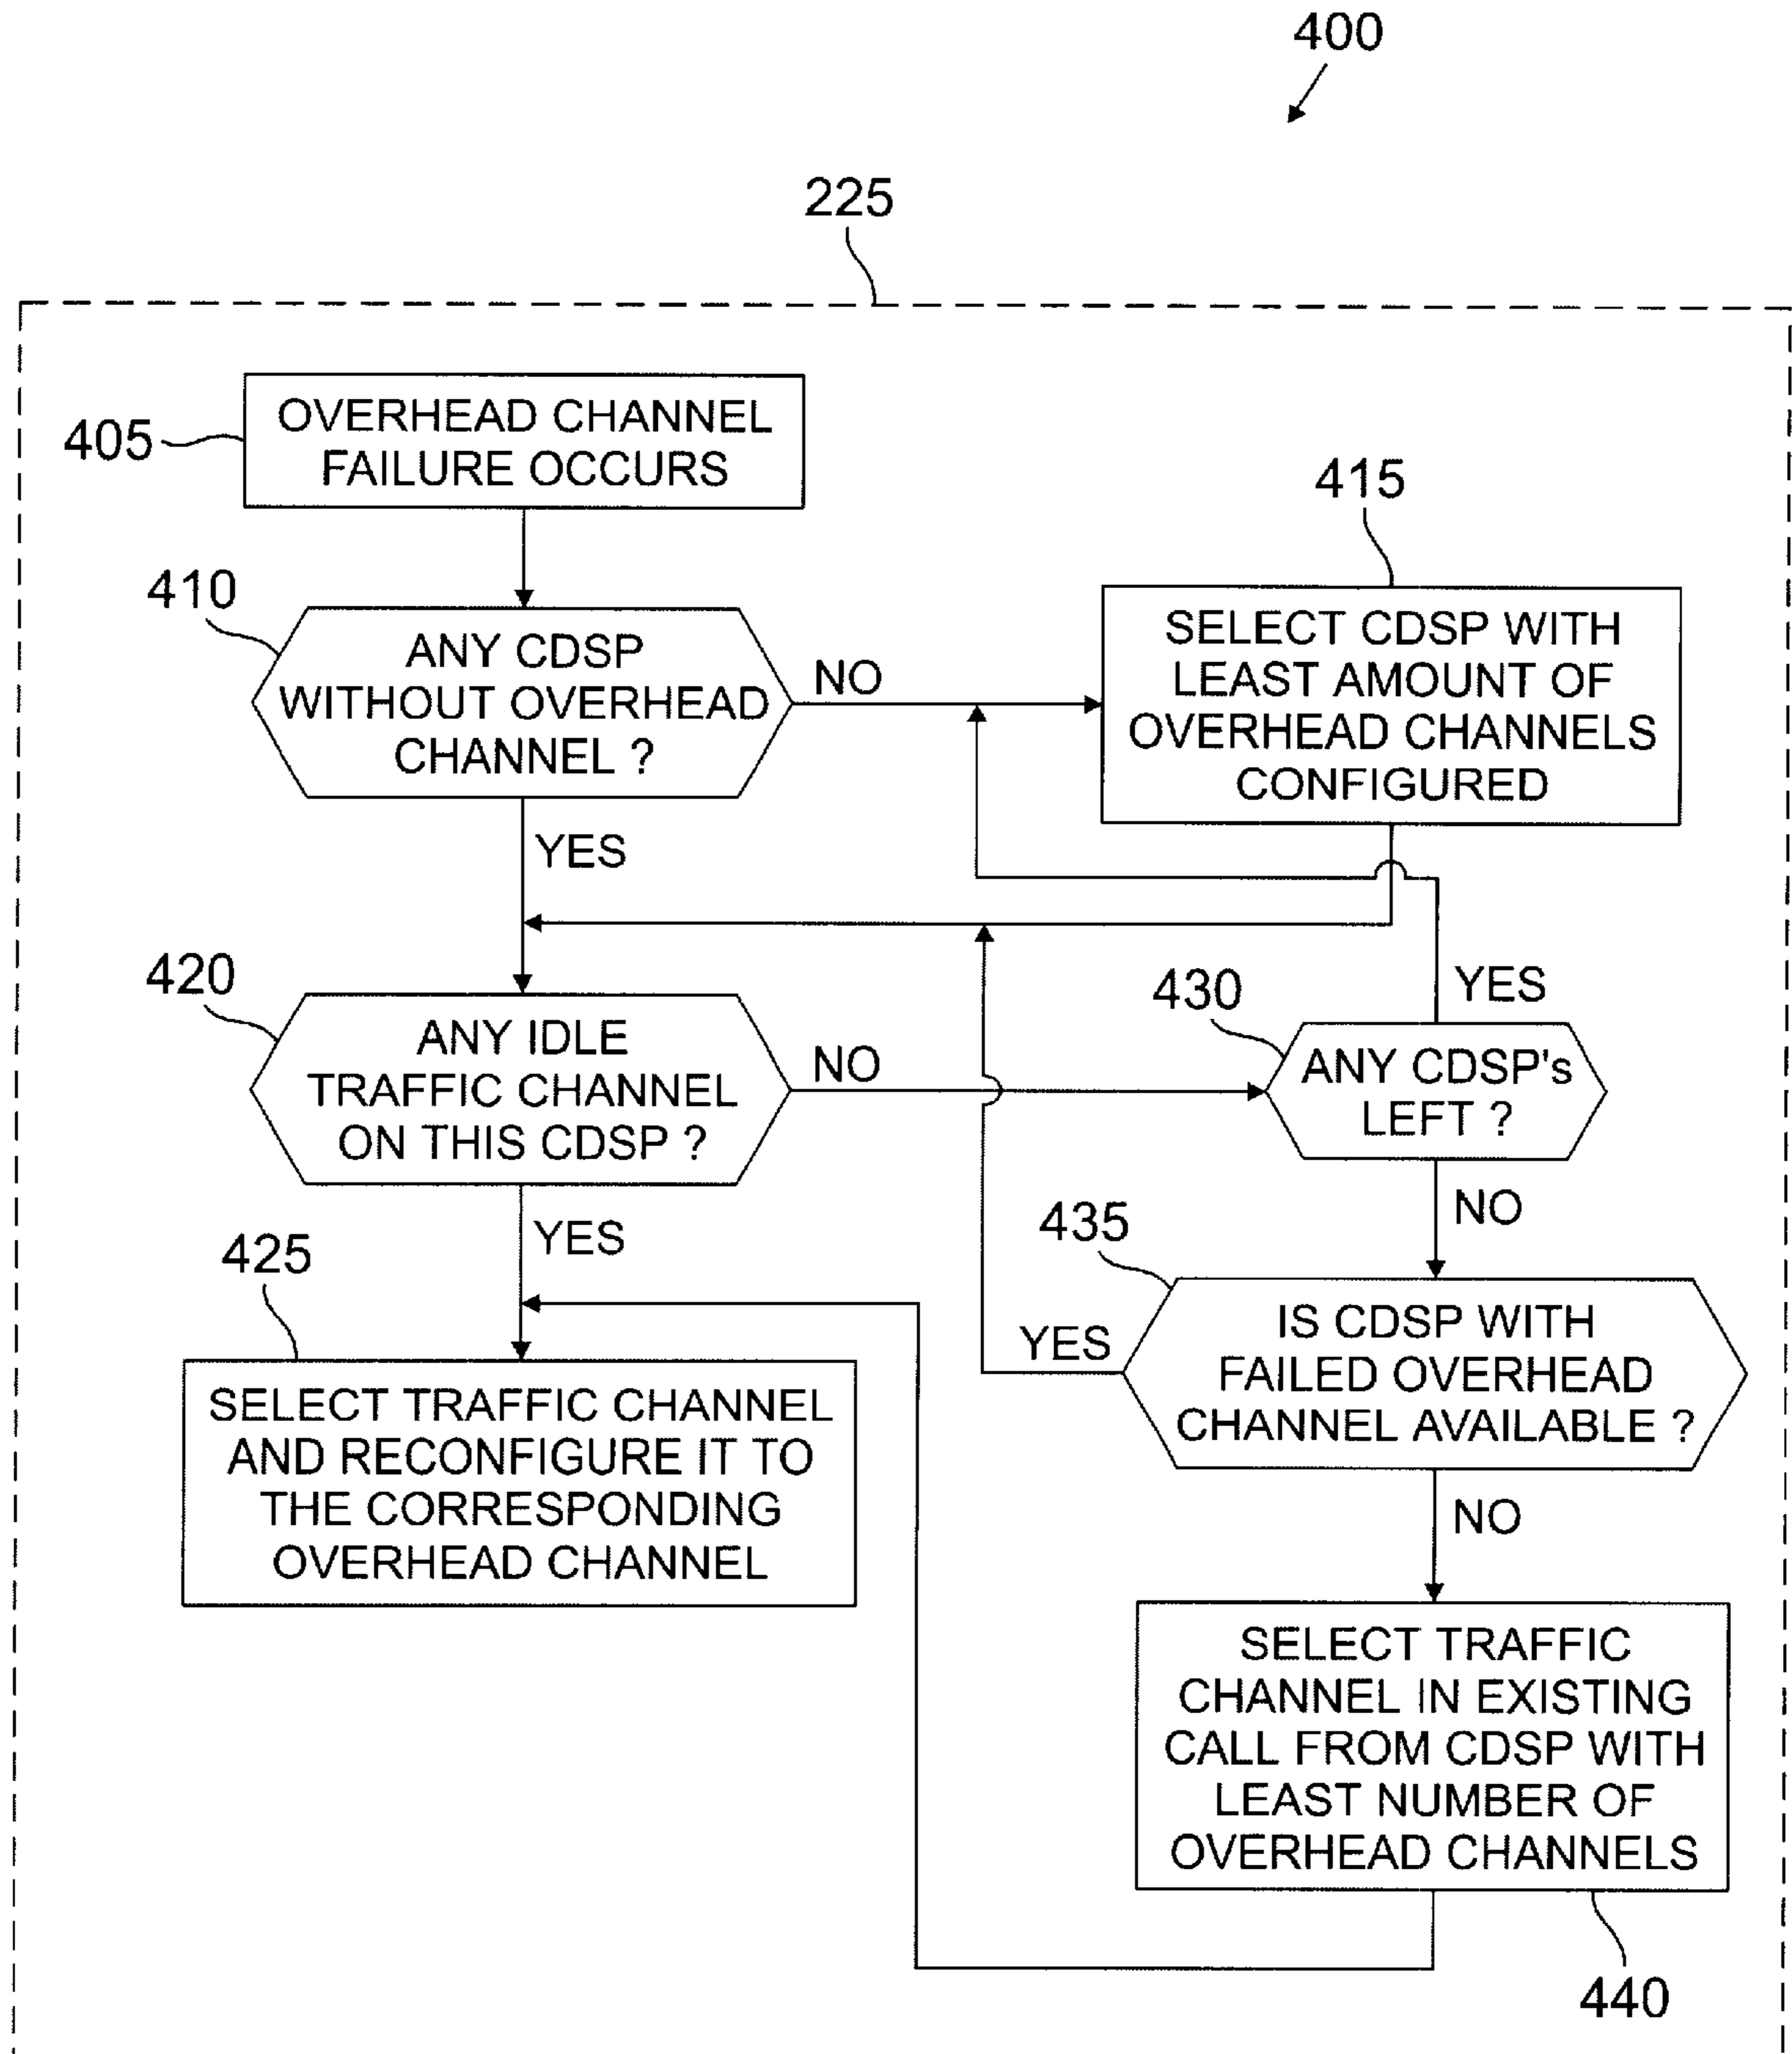 400
225
405
OVERHEAD CHANNEL
FAILURE OCCURS
410
ANY CDSP
WITHOUT OVERHEAD
CHANNEL ?
NO
YES
415
SELECT CDSP WITH
LEAST AMOUNT OF
OVERHEAD CHANNELS
CONFIGURED
420
ANY IDLE
TRAFFIC CHANNEL
ON THIS CDSP ?
NO
YES
430
YES
ANY CDSP's
LEFT ?
NO
425
SELECT TRAFFIC CHANNEL
AND RECONFIGURE IT TO
THE CORRESPONDING
OVERHEAD CHANNEL
435
YES
IS CDSP WITH
FAILED OVERHEAD
CHANNEL AVAILABLE ?
NO
SELECT TRAFFIC
CHANNEL IN EXISTING
CALL FROM CDSP WITH
LEAST NUMBER OF
OVERHEAD CHANNELS
440